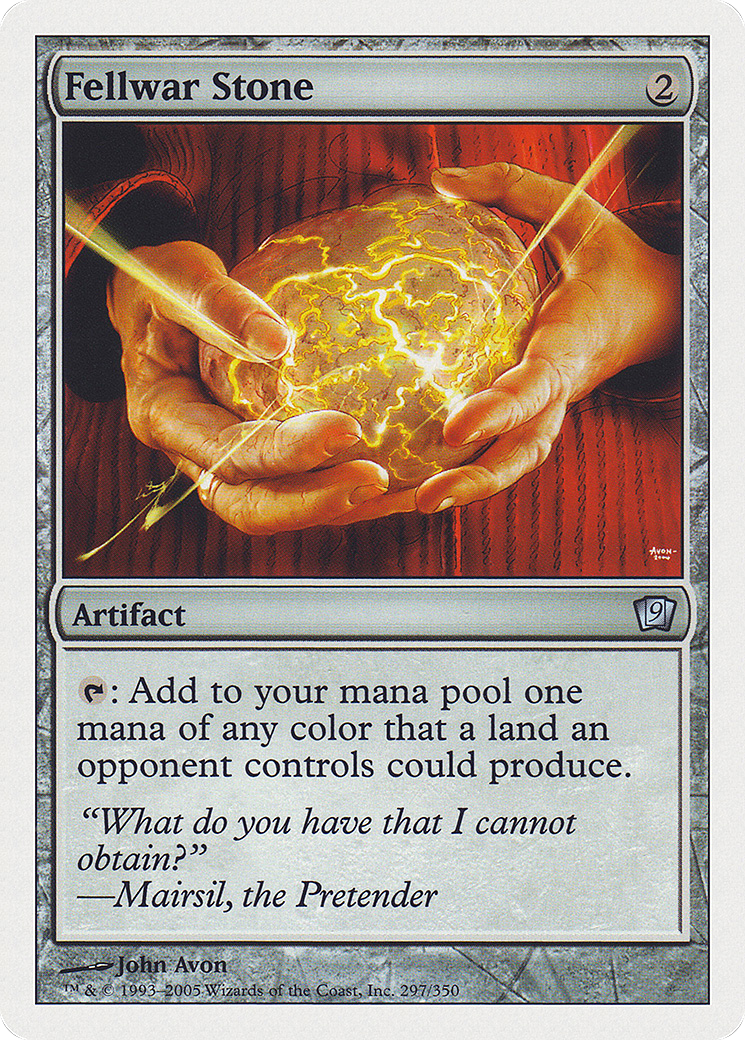 Fellwar Stone
2
AVON-
Artifact
9
: Add to your mana pool one
mana of any color that a land an
opponent controls could produce.
“What do you have that I cannot
obtain?”
—Mairsil, the Pretender
John Avon
™ & © 1993–2005 Wizards of the Coast, Inc. 297/350